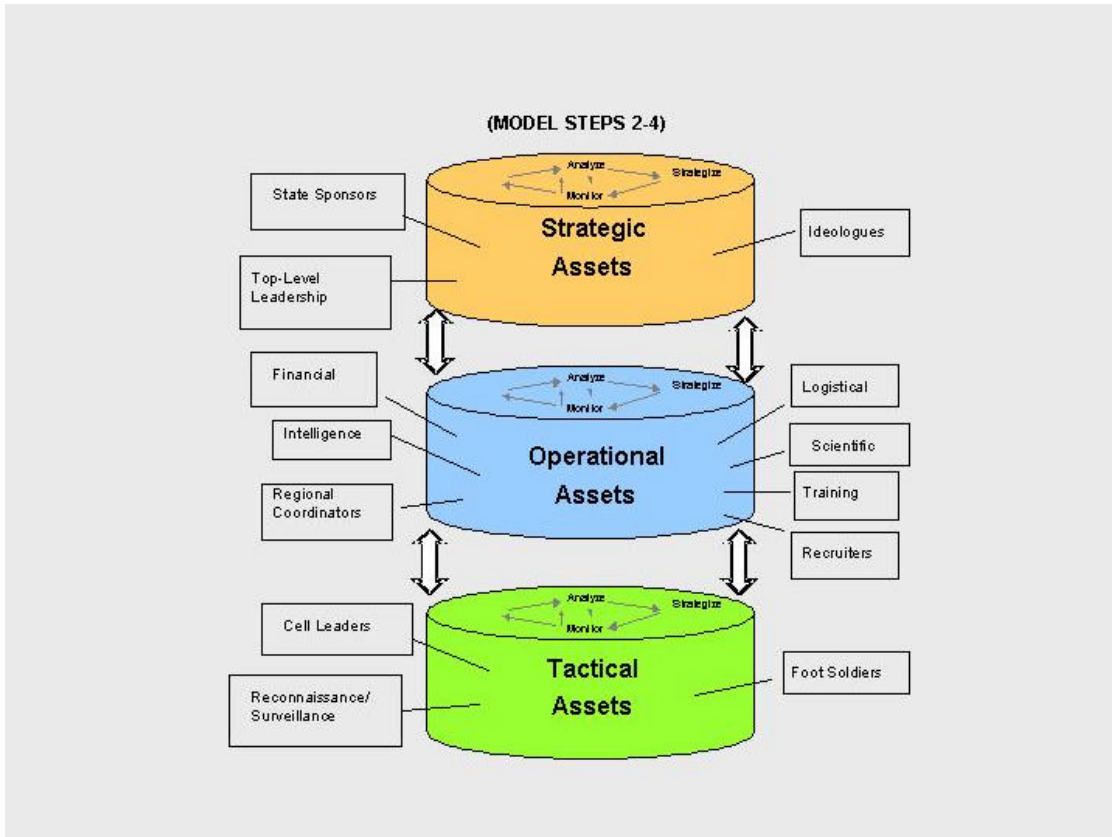 (MODEL STEPS 2-4)
Analyze
Strategize
Monitor
State Sponsors
Strategic
Assets
Ideologues
Top-Level
Leadership
Analyze
Strategize
Monitor
Financial
Logistical
Intelligence
Operational
Assets
Scientific
Regional
Coordinators
Training
Recruiters
Analyze
Strategize
Monitor
Cell Leaders
Tactical
Assets
Foot Soldiers
Reconnaissance/
Surveillance